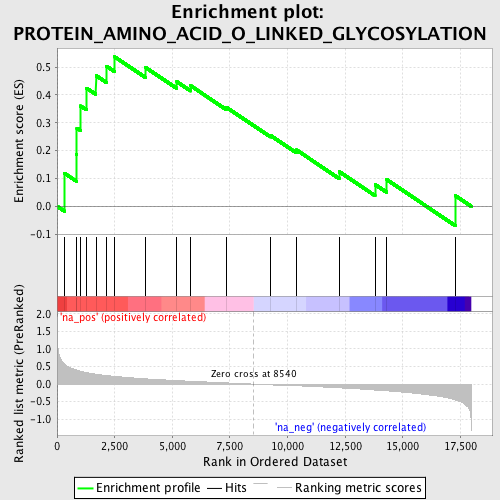 Enrichment plot:
PROTEIN_AMINO_ACID_O_LINKED_GLYCOSYLATION
Enrichment score (ES)
0.5
0.4
0.3
0.2
0.1
0.0
-0.1
'na_pos' (positively correlated)
Ranked list metric (PreRanked)
2.0
1.5
1.0
0.5
0.0
-0.5
-1.0
Zero cross at 8540
'na_neg' (negatively correlated)
0 2,500 5,000 7,500 10,000 12,500 15,000 17,500
Rank in Ordered Dataset
Enrichment profile Hits Ranking metric scores